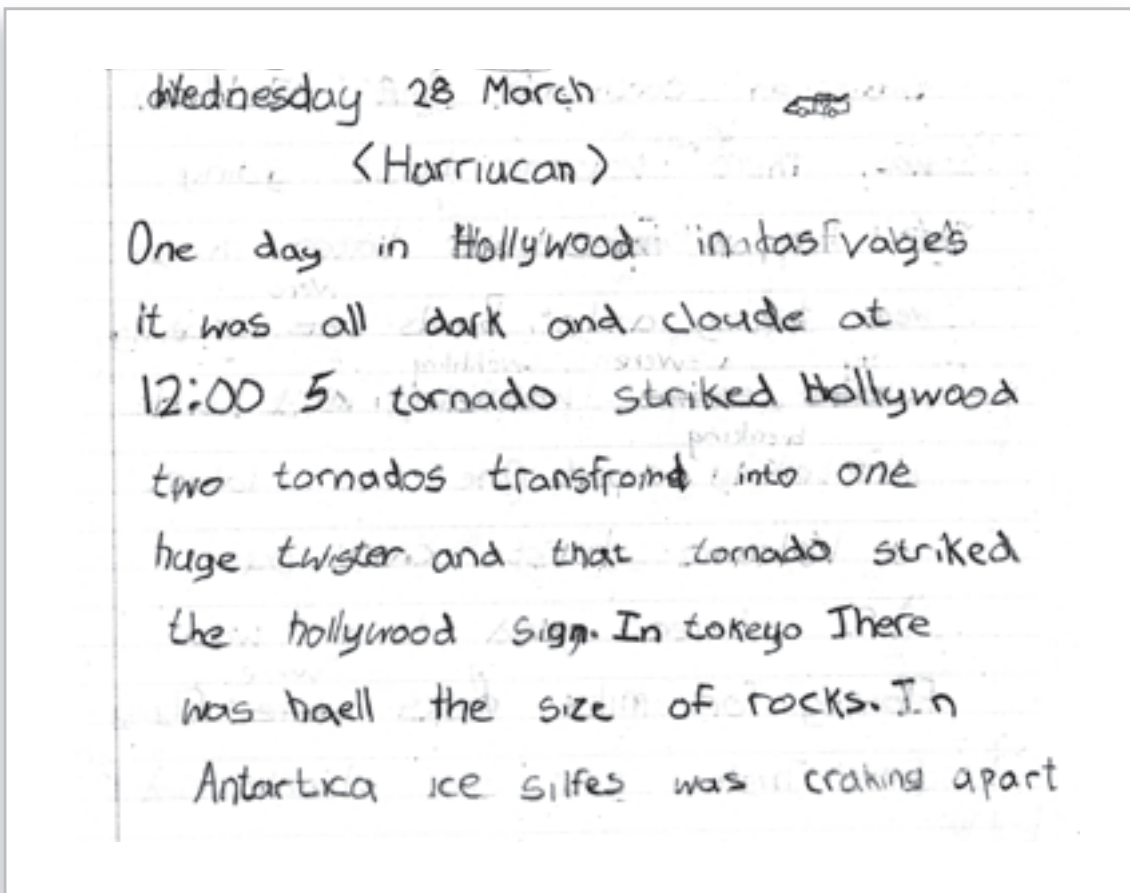 Wednesday 28 March
<Harriucan>
One day in Hollywood in
it was all dark and cloude at
12:00 5 tornado striked Hollywood
two tornados transfromd into one
huge twister and that tornado striked
the hollywood sign. In tokeyo There
was haell the size of rocks. In
Antartica ice silfes was craking apart